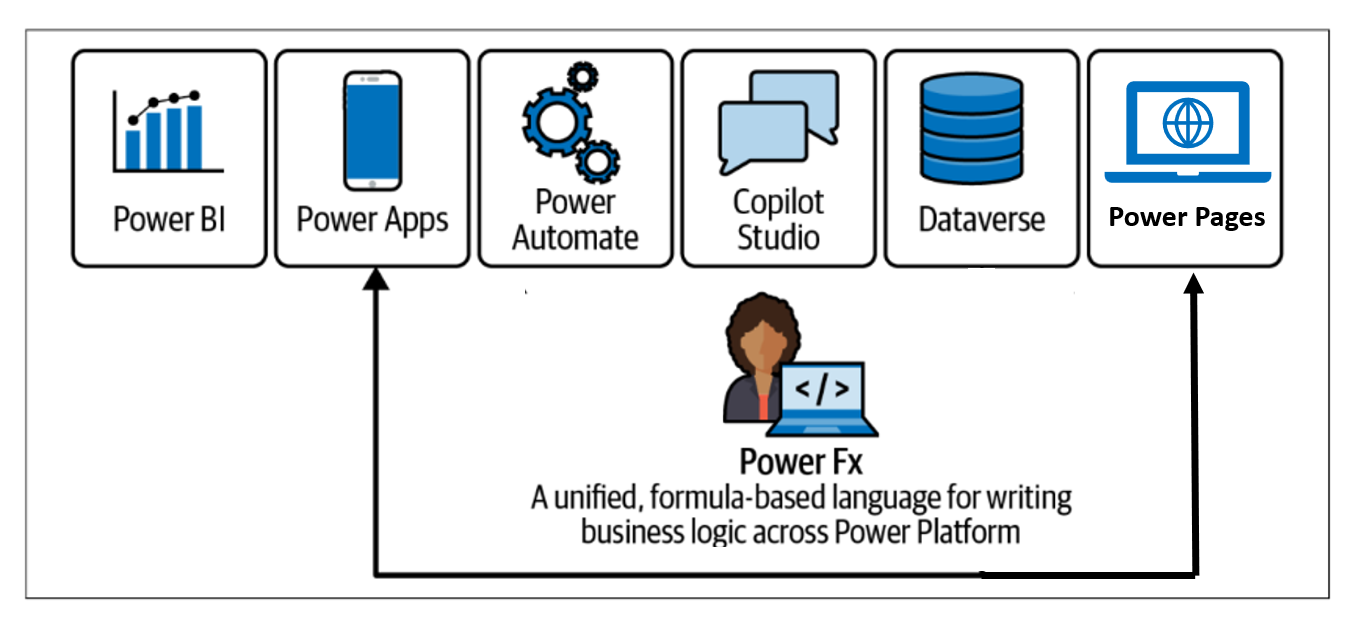 Power BI
Power Apps
Power
Automate
Copilot
Studio
Dataverse
Power Pages
</>
Power Fx
A unified, formula-based language for writing
business logic across Power Platform